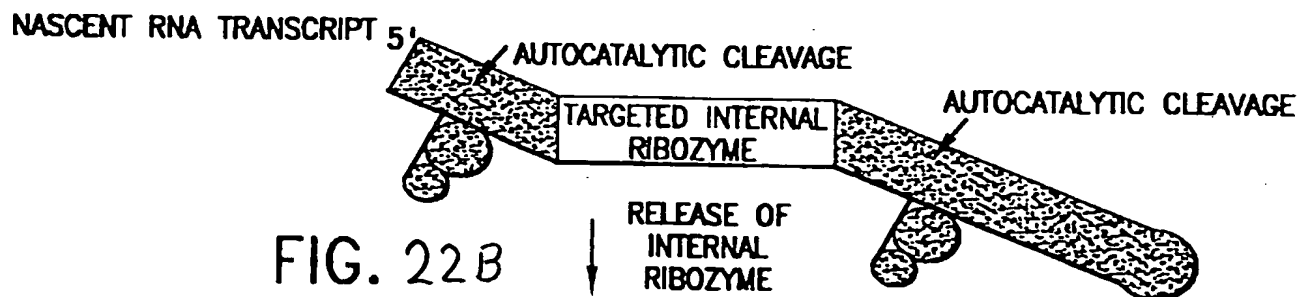 NASCENT RNA TRANSCRIPT 5'
AUTOCATALYTIC CLEAVAGE
AUTOCATALYTIC CLEAVAGE
TARGETED INTERNAL
RIBOZYME
RELEASE OF
INTERNAL
RIBOZYME
FIG. 22B